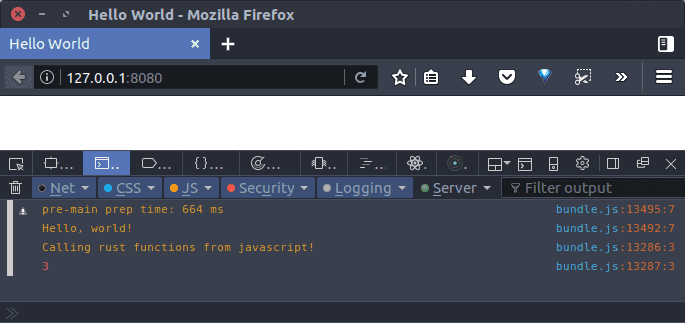 Hello World - Mozilla Firefox
Hello World
127.0.0.1:8080
Net CSS JS Security Logging Server Filter output
pre-main prep time: 664 ms bundle.js:13495:7
Hello, world! bundle.js:13492:7
Calling rust functions from javascript! bundle.js:13286:3
3 bundle.js:13287:3